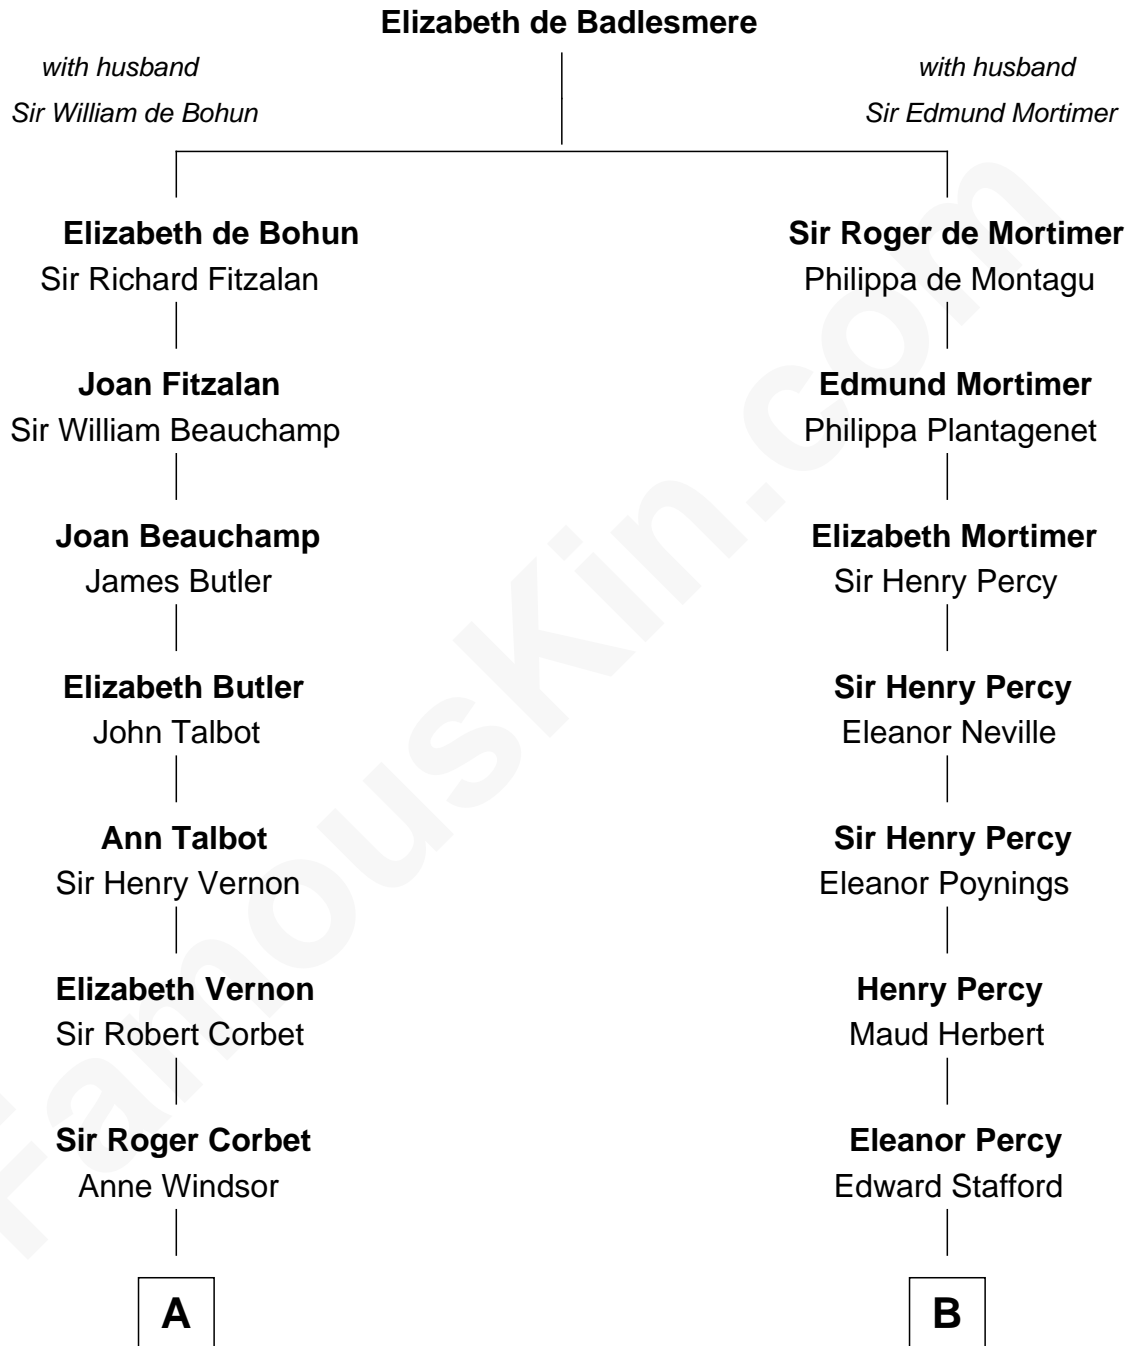 Elizabeth de Badlesmere
with husband
Sir William de Bohun
with husband
Sir Edmund Mortimer
Elizabeth de Bohun
Sir Richard Fitzalan
Sir Roger de Mortimer
Philippa de Montagu
Joan Fitzalan
Sir William Beauchamp
Edmund Mortimer
Philippa Plantagenet
Joan Beauchamp
James Butler
Elizabeth Mortimer
Sir Henry Percy
Elizabeth Butler
John Talbot
Sir Henry Percy
Eleanor Neville
Ann Talbot
Sir Henry Vernon
Sir Henry Percy
Eleanor Poynings
Elizabeth Vernon
Sir Robert Corbet
Henry Percy
Maud Herbert
Sir Roger Corbet
Anne Windsor
Eleanor Percy
Edward Stafford
A
B
FamousKin.com